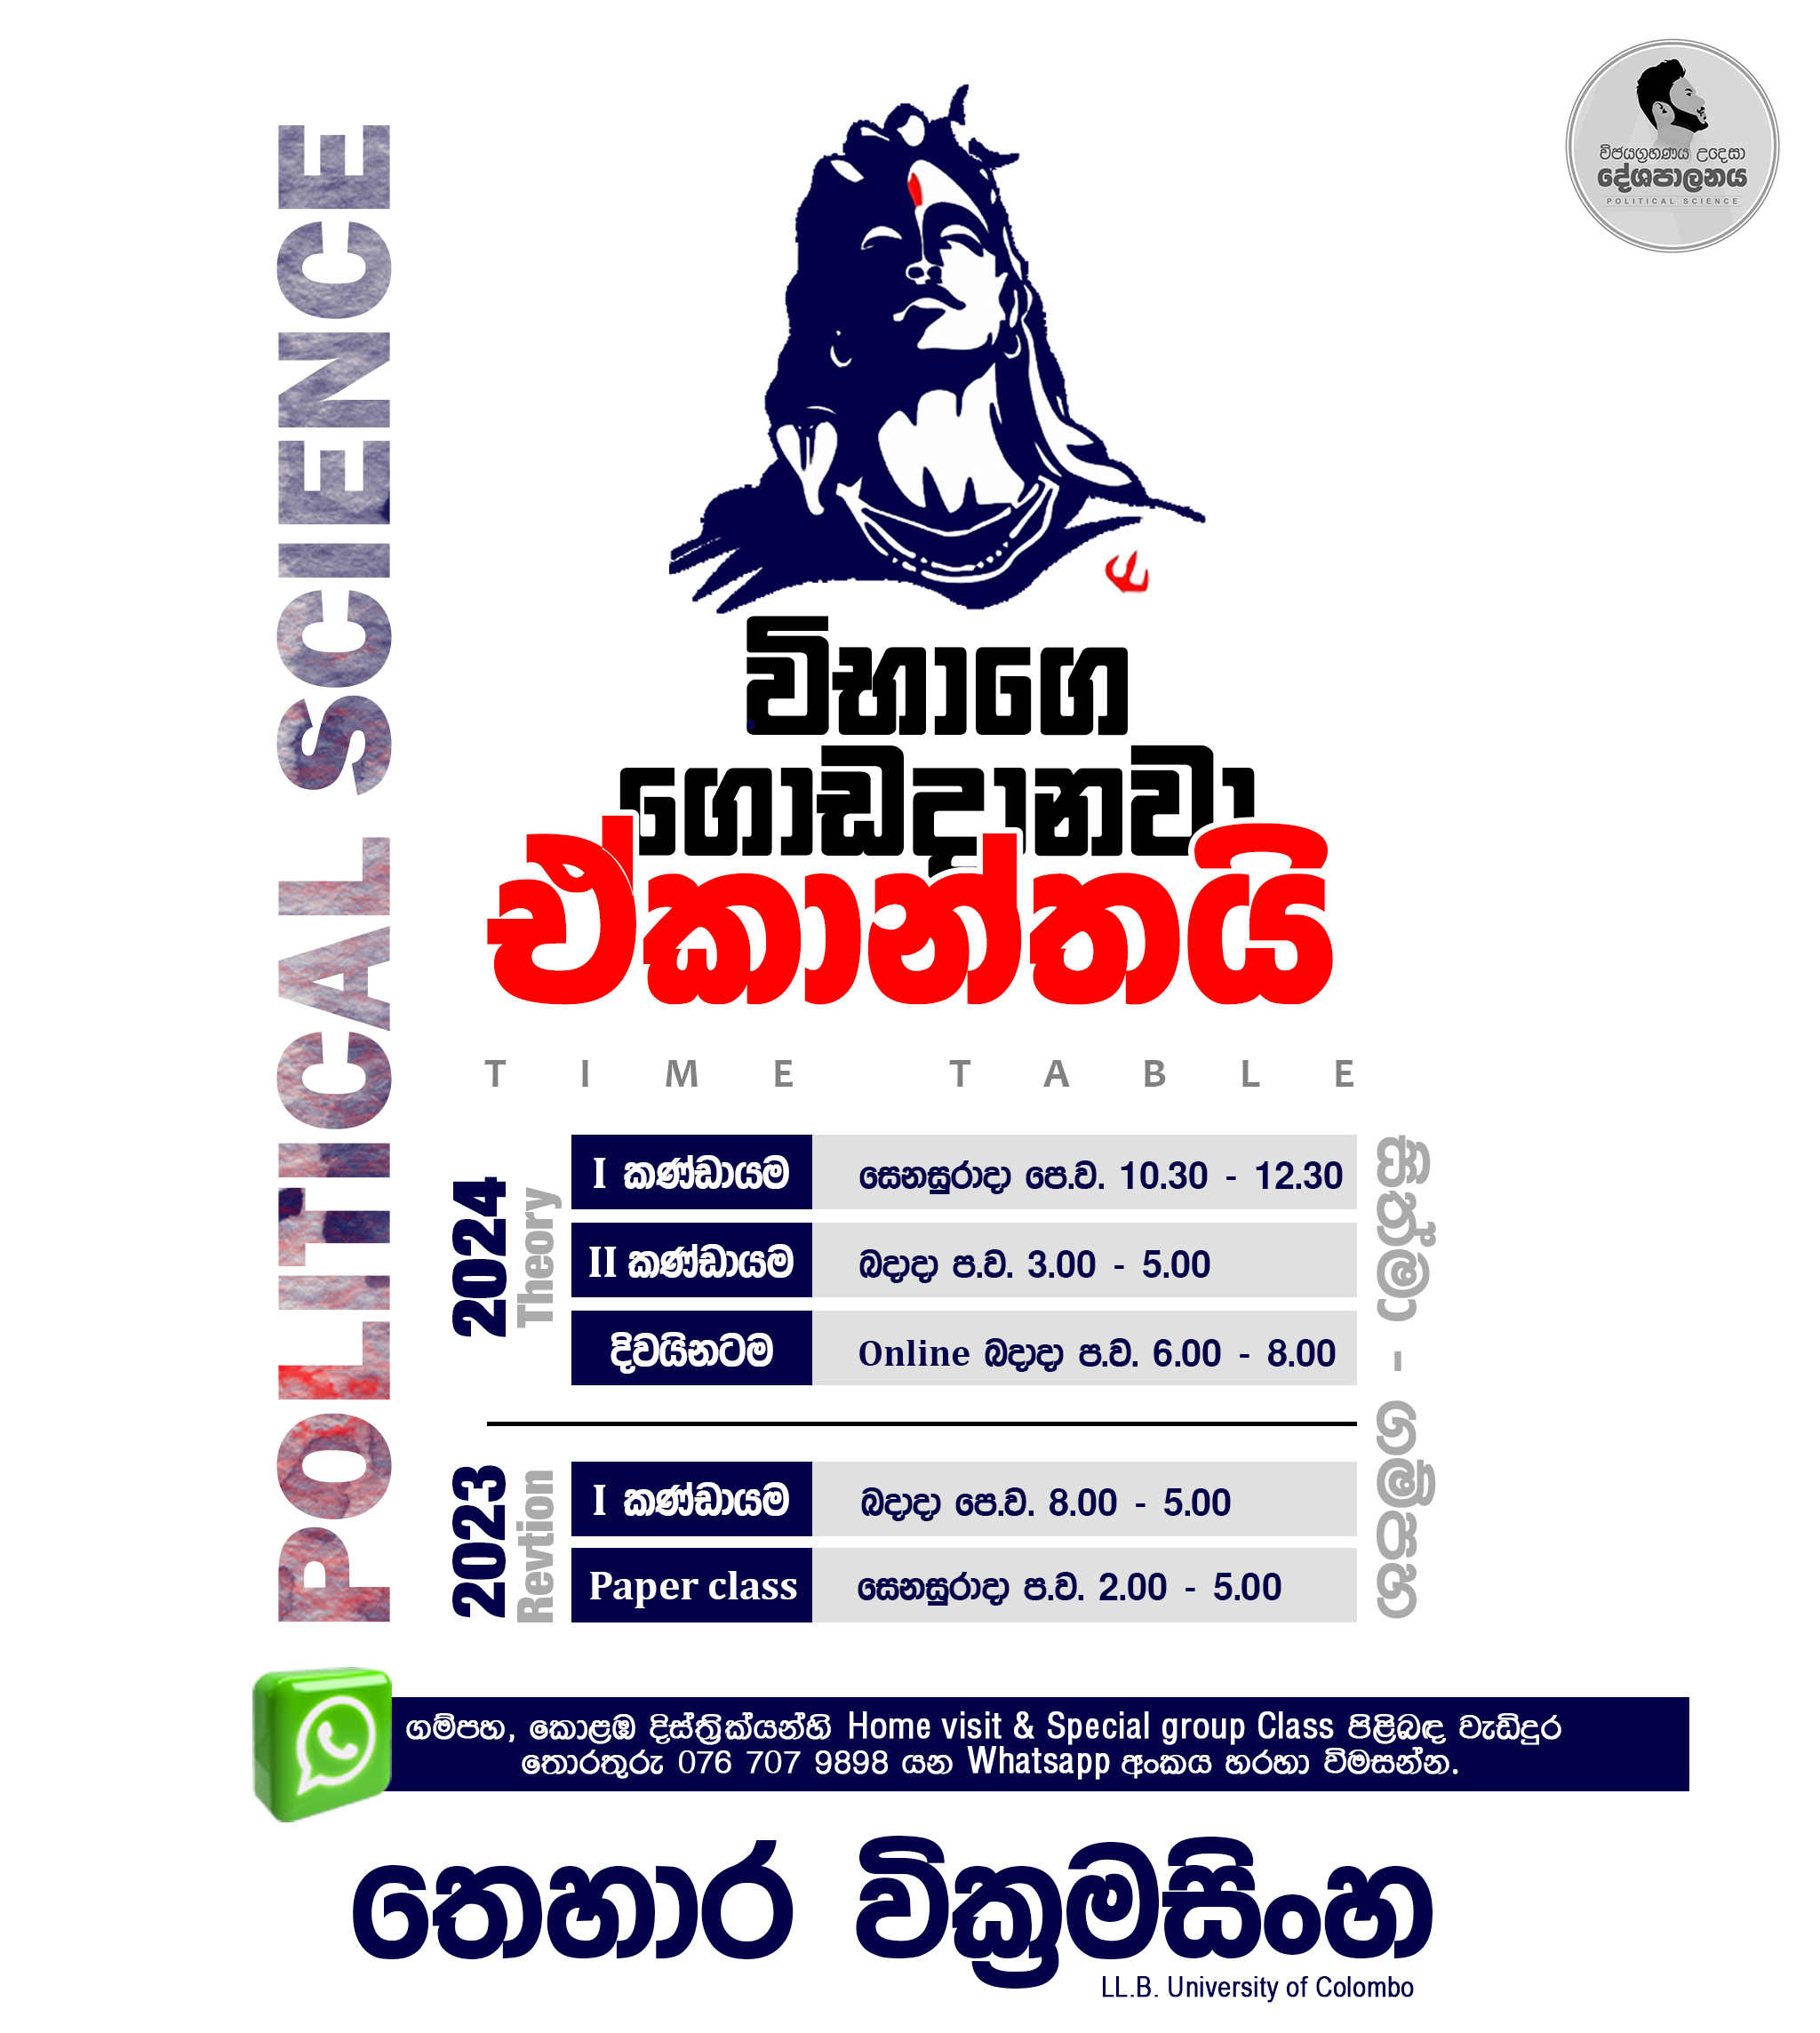 විජයග්‍රහණය උදෙසා
දේශපාලනය
POLITICAL SCIENCE
POLITICAL SCIENCE
විභාගෙ
ගොඩදානවා
ඒකාන්තයි
TIME TABLE
2024
Theory
I කණ්ඩායම
සෙනසුරාදා පෙ.ව. 10.30 - 12.30
II කණ්ඩායම
බදාදා ප.ව. 3.00 - 5.00
දිවයිනටම
Online බදාදා ප.ව. 6.00 - 8.00
2023
Revtion
I කණ්ඩායම
බදාදා පෙ.ව. 8.00 - 5.00
Paper class
සෙනසුරාදා ප.ව. 2.00 - 5.00
- ගම්පහ
ගම්පහ, කොළඹ දිස්ත්‍රික්යන්හි Home visit & Special group Class පිළිබඳ වැඩිදුර
තොරතුරු 076 707 9898 යන Whatsapp අංකය හරහා විමසන්න.
තෙහාර වික්‍රමසිංහ
LL.B. University of Colombo